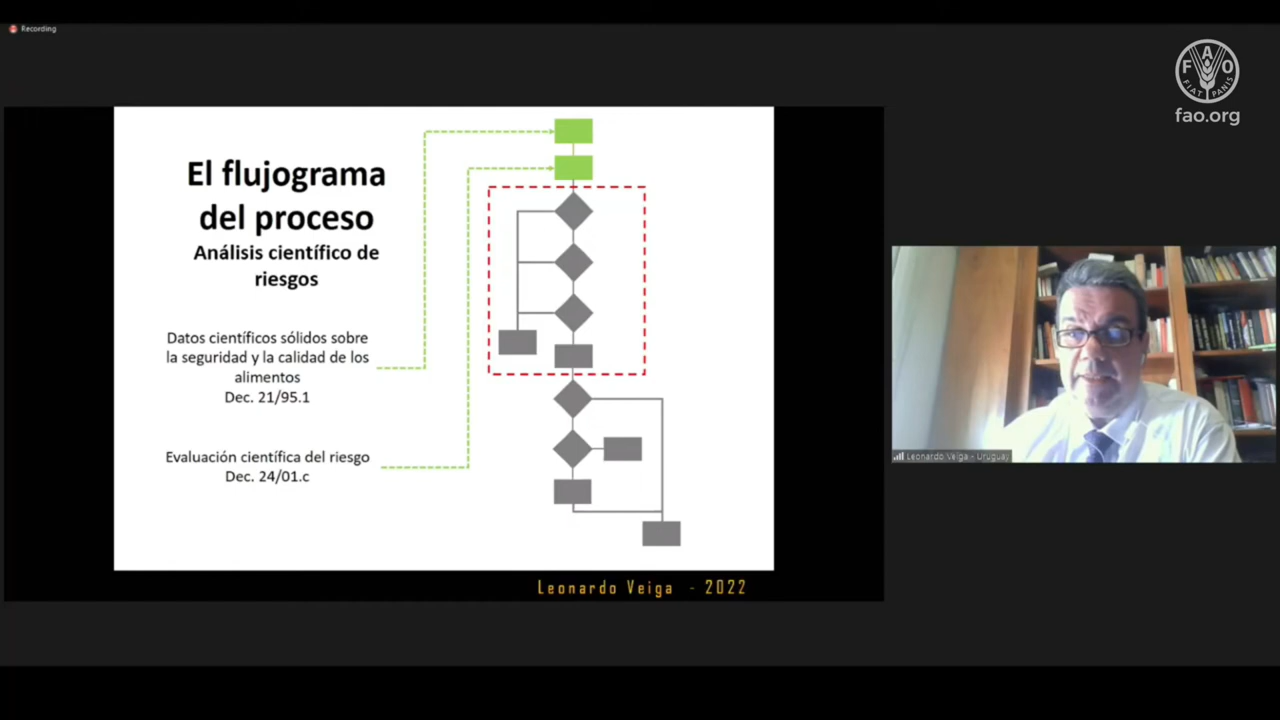 Recording
F A O
FIAT PANIS
fao.org
El flujograma
del proceso
Análisis científico de
riesgos
Datos científicos sólidos sobre
la seguridad y la calidad de los
alimentos
Dec. 21/95.1
Evaluación científica del riesgo
Dec. 24/01.c
Leonardo Veiga - Uruguay
Leonardo Veiga - 2022